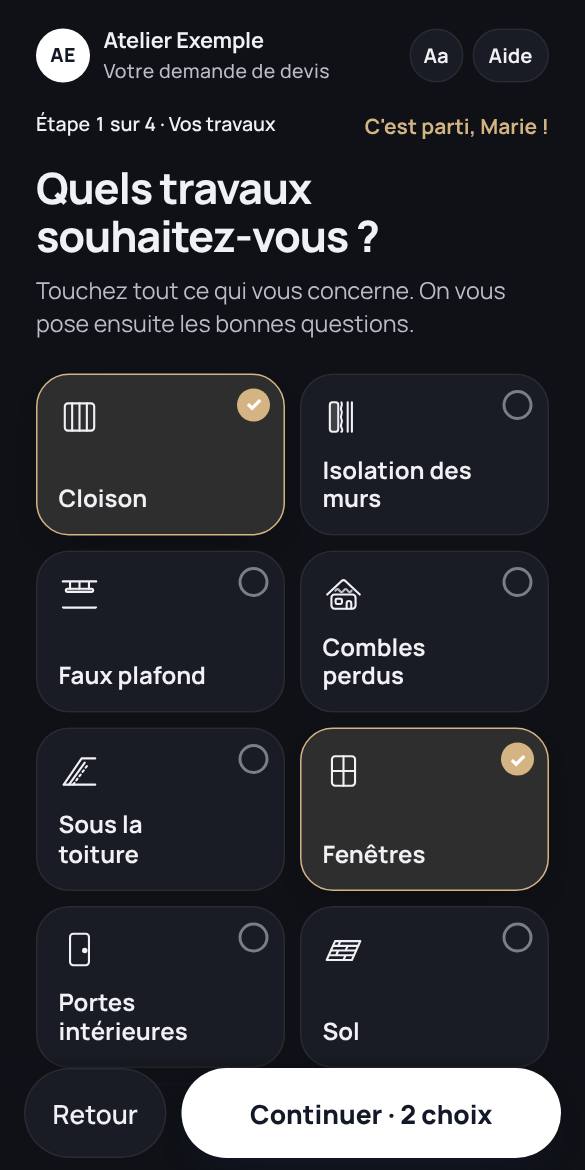 AE
Atelier Exemple
Votre demande de devis
Aa
Aide
Étape 1 sur 4 · Vos travaux
C'est parti, Marie !
Quels travaux
souhaitez-vous ?
Touchez tout ce qui vous concerne. On vous
pose ensuite les bonnes questions.
Cloison
Isolation des
murs
Faux plafond
Combles
perdus
Sous la
toiture
Fenêtres
Portes
intérieures
Sol
Retour
Continuer · 2 choix